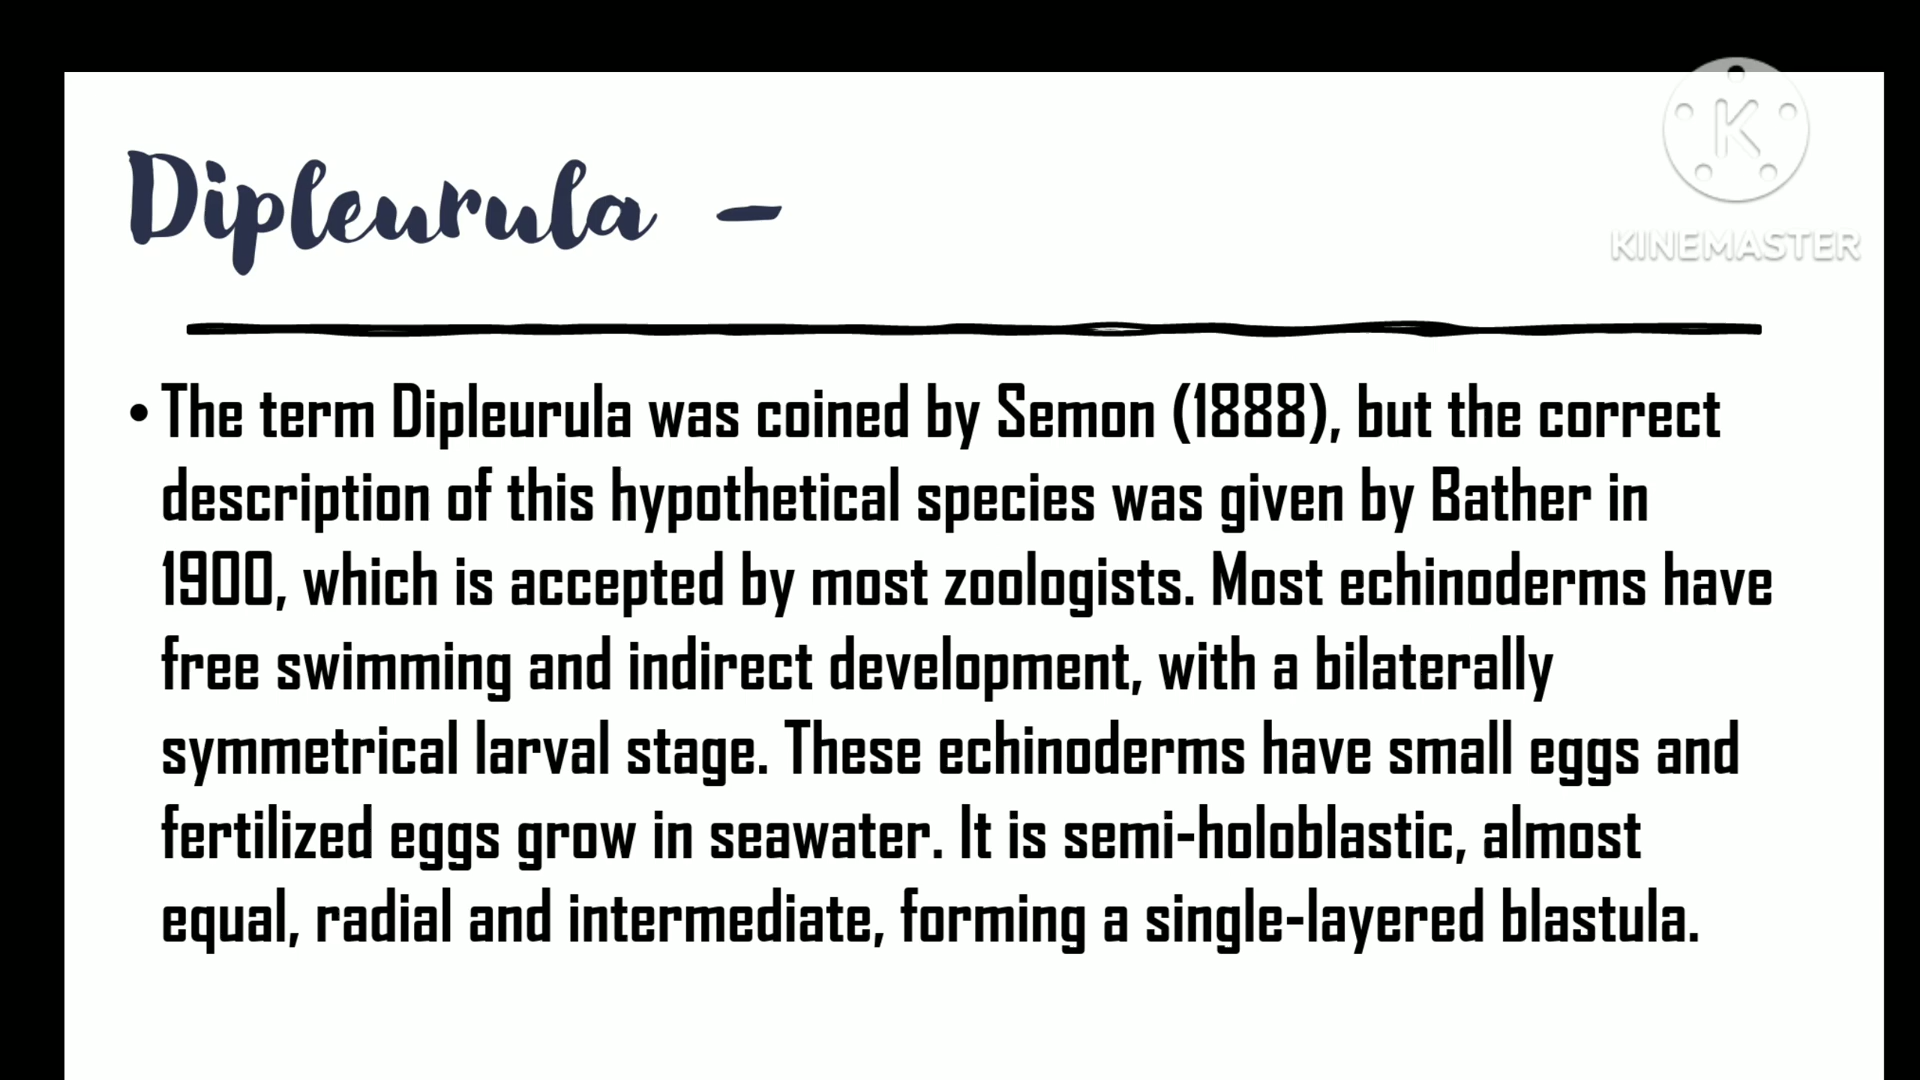 Dipleurula -
K
KINEMASTER
• The term Dipleurula was coined by Semon (1888), but the correct
description of this hypothetical species was given by Bather in
1900, which is accepted by most zoologists. Most echinoderms have
free swimming and indirect development, with a bilaterally
symmetrical larval stage. These echinoderms have small eggs and
fertilized eggs grow in seawater. It is semi-holoblastic, almost
equal, radial and intermediate, forming a single-layered blastula.